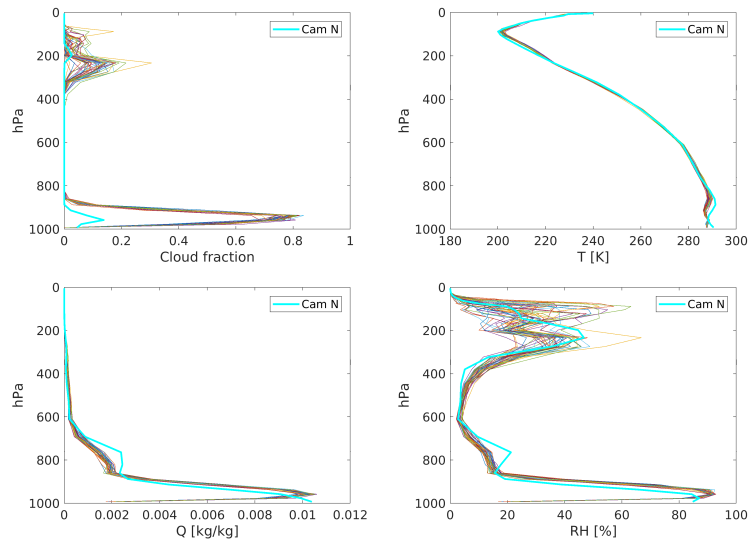 0
200
400
600
800
1000
hPa
Cam N
0 0.2 0.4 0.6 0.8 1
Cloud fraction
0
200
400
600
800
1000
hPa
Cam N
180 200 220 240 260 280 300
T [K]
0
200
400
600
800
1000
hPa
Cam N
0 0.002 0.004 0.006 0.008 0.01 0.012
Q [kg/kg]
0
200
400
600
800
1000
hPa
Cam N
0 20 40 60 80 100
RH [%]